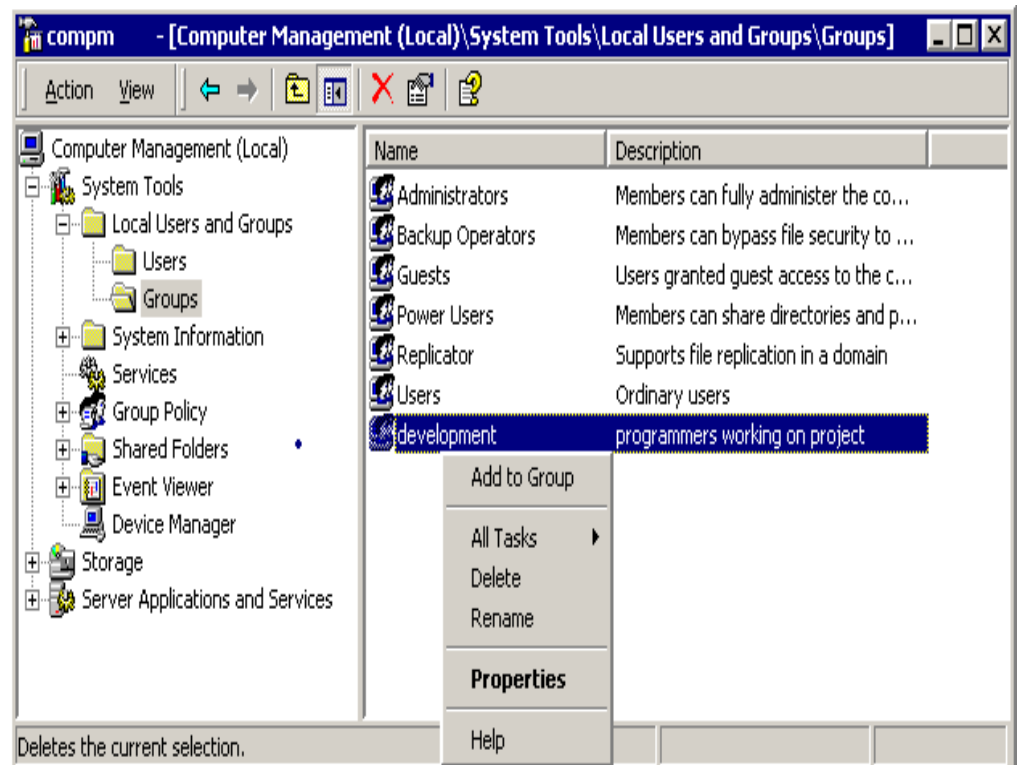 compm - [Computer Management (Local)\System Tools\Local Users and Groups\Groups]
Action View
Computer Management (Local)
System Tools
Local Users and Groups
Users
Groups
System Information
Services
Group Policy
Shared Folders
Event Viewer
Device Manager
Storage
Server Applications and Services
Name Description
Administrators Members can fully administer the co...
Backup Operators Members can bypass file security to ...
Guests Users granted guest access to the c...
Power Users Members can share directories and p...
Replicator Supports file replication in a domain
Users Ordinary users
development programmers working on project
Add to Group
All Tasks
Delete
Rename
Properties
Help
Deletes the current selection.